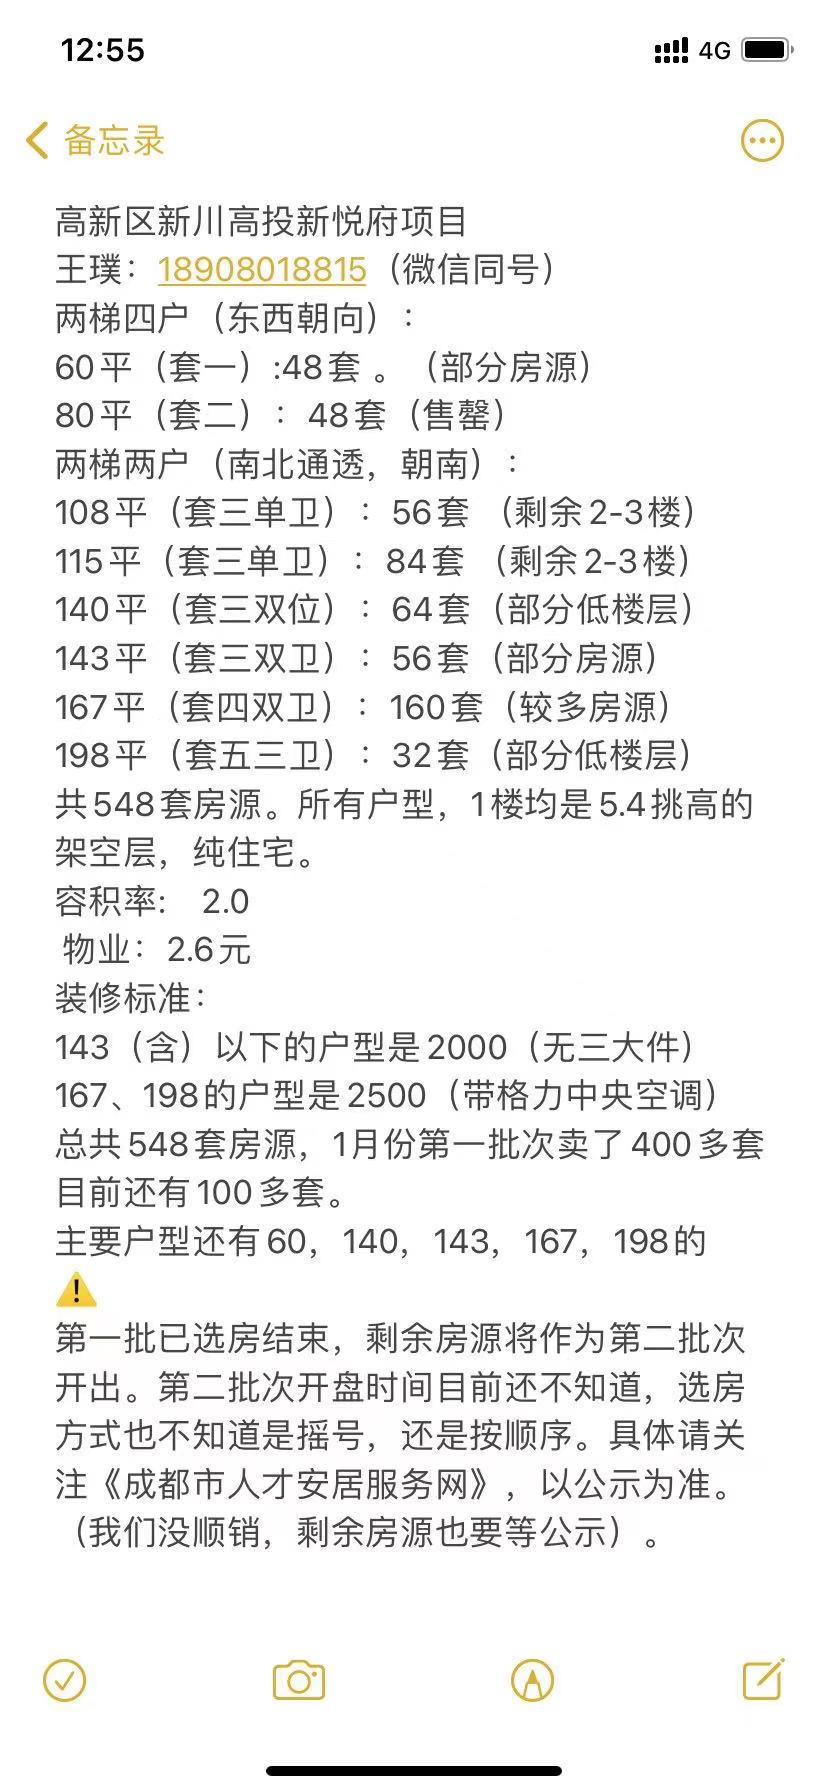 12:55
4G
备忘录
高新区新川高投新悦府项目
王璞：18908018815（微信同号）
两梯四户（东西朝向）：
60平（套一）:48套 。（部分房源）
80平（套二）：48套（售罄）
两梯两户（南北通透，朝南）：
108平（套三单卫）：56套 （剩余2-3楼）
115平（套三单卫）：84套 （剩余2-3楼）
140平（套三双位）：64套（部分低楼层）
143平（套三双卫）：56套（部分房源）
167平（套四双卫）：160套（较多房源）
198平（套五三卫）：32套（部分低楼层）
共548套房源。所有户型，1楼均是5.4挑高的
架空层，纯住宅。
容积率：  2.0
物业：2.6元
装修标准：
143（含）以下的户型是2000（无三大件）
167、198的户型是2500（带格力中央空调）
总共548套房源，1月份第一批次卖了400多套
目前还有100多套。
主要户型还有60，140，143，167，198的
⚠️
第一批已选房结束，剩余房源将作为第二批次
开出。第二批次开盘时间目前还不知道，选房
方式也不知道是摇号，还是按顺序。具体请关
注《成都市人才安居服务网》，以公示为准。
（我们没顺销，剩余房源也要等公示）。